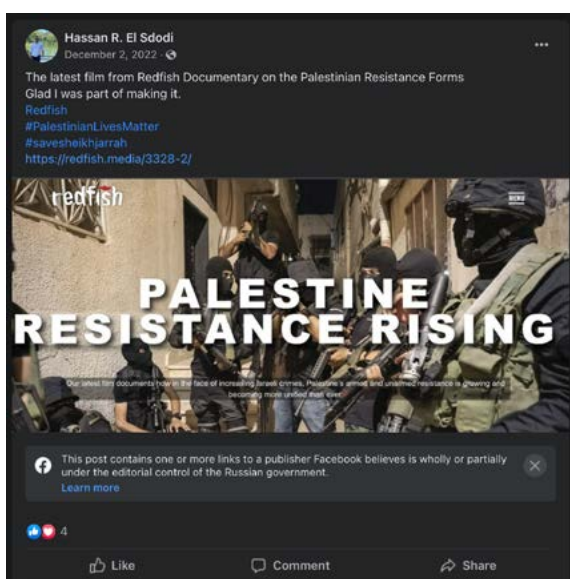 Hassan R. El Sdodi
December 2, 2022 ·
The latest film from Redfish Documentary on the Palestinian Resistance Forms
Glad I was part of making it.
Redfish
#PalestinianLivesMatter
#savesheikhjarrah
https://redfish.media/3328-2/
redfish
MENU
PALESTINE
RESISTANCE RISING
Our latest film documents how in the face of increasing Israeli crimes, Palestine's armed and unarmed resistance is growing and
becoming more unified than ever.
This post contains one or more links to a publisher Facebook believes is wholly or partially
under the editorial control of the Russian government.
Learn more
4
Like Comment Share